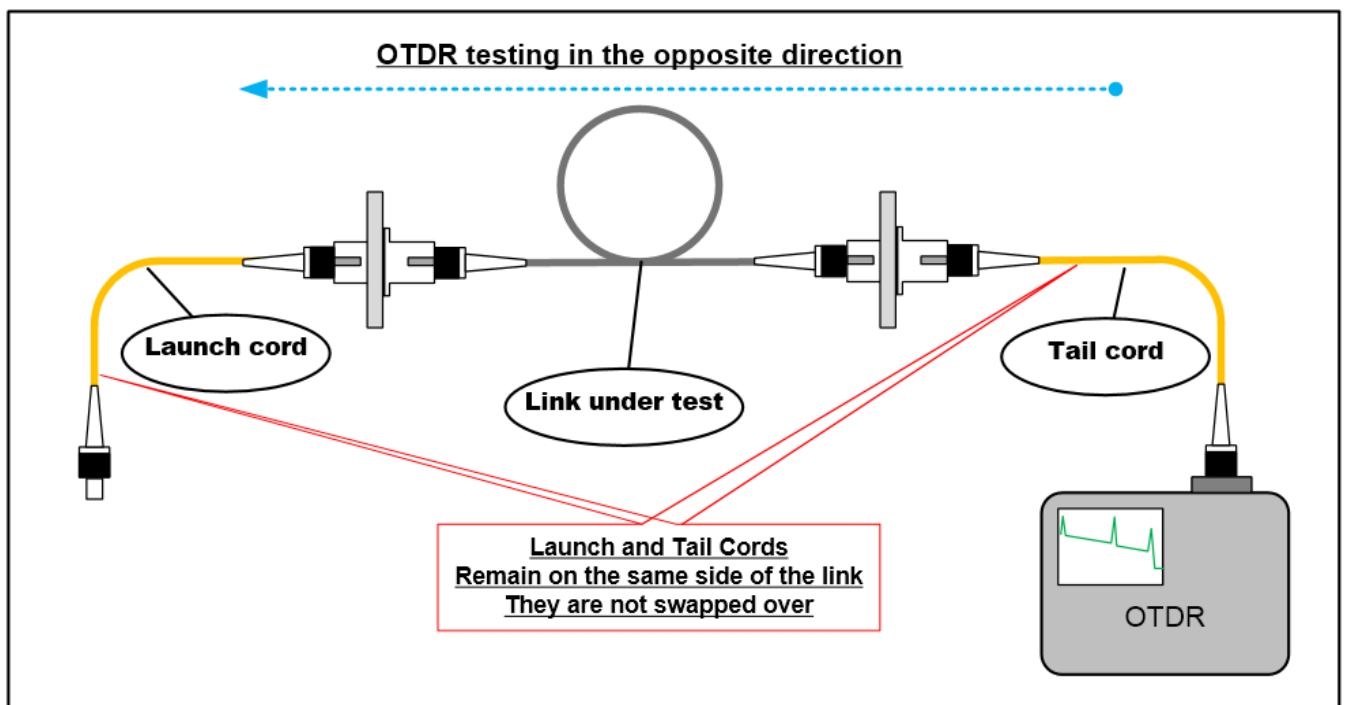 OTDR testing in the opposite direction
Launch cord
Link under test
Tail cord
Launch and Tail Cords
Remain on the same side of the link
They are not swapped over
OTDR